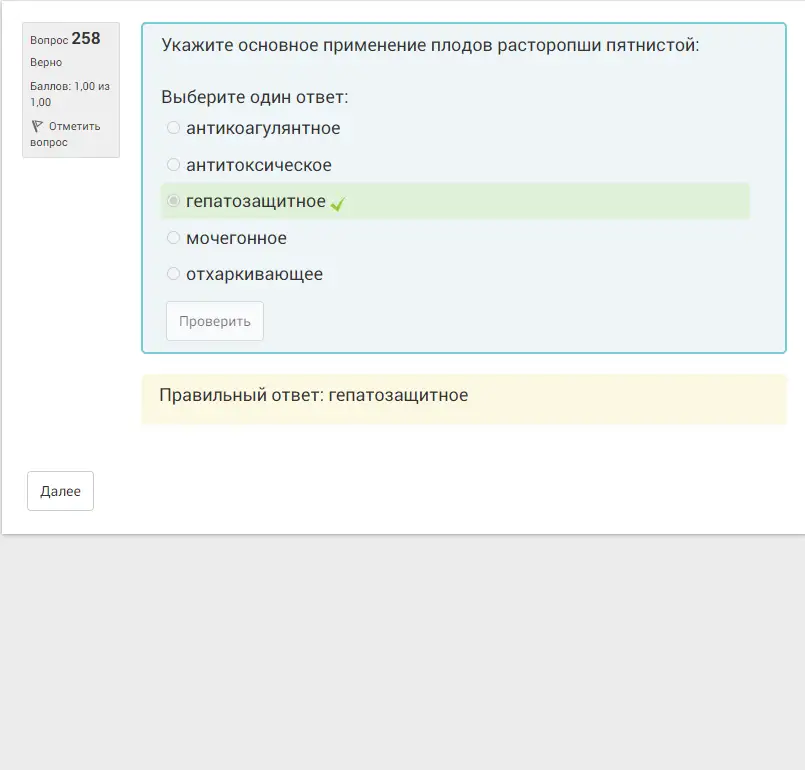 Вопрос 258
Верно
Баллов: 1,00 из
1,00
Отметить
вопрос
Укажите основное применение плодов расторопши пятнистой:
Выберите один ответ:
антикоагулянтное
антитоксическое
гепатозащитное
мочегонное
отхаркивающее
Проверить
Правильный ответ: гепатозащитное
Далее